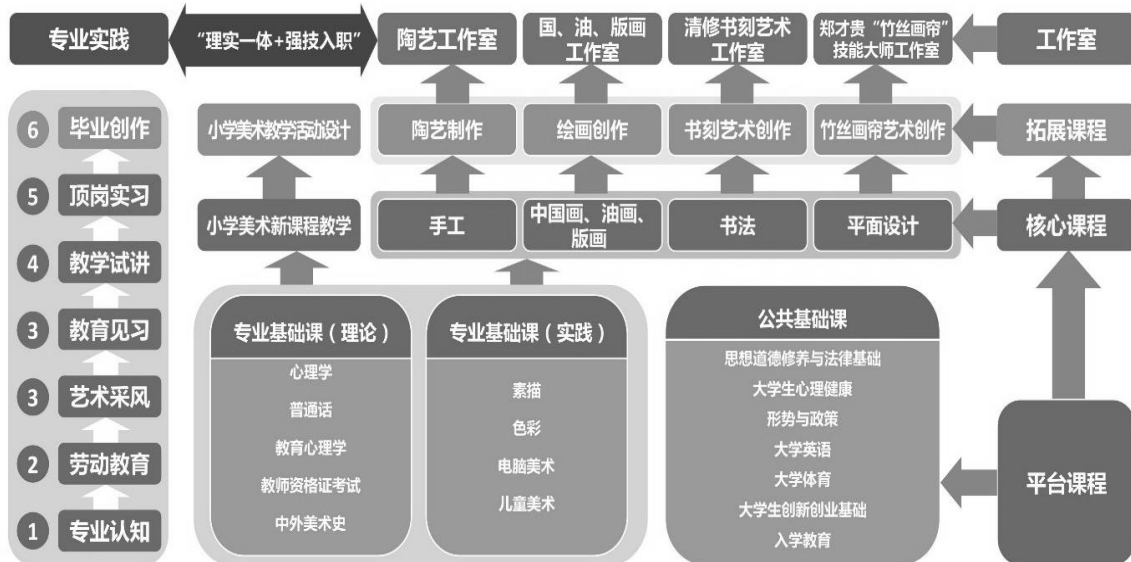 专业实践
“理实一体+强技入职”
陶艺工作室
国、油、版画
工作室
清修书刻艺术
工作室
郑才贵“竹丝画帘”
技能大师工作室
工作室
6 毕业创作
小学美术教学活动设计
陶艺制作
绘画创作
书刻艺术创作
竹丝画帘艺术创作
拓展课程
5 顶岗实习
小学美术新课程教学
手工
中国画、油画、
版画
书法
平面设计
核心课程
4 教学试讲
3 教育见习
3 艺术采风
2 劳动教育
1 专业认知
专业基础课（理论）
心理学
普通话
教育心理学
教师资格证考试
中外美术史
专业基础课（实践）
素描
色彩
电脑美术
儿童美术
公共基础课
思想道德修养与法律基础
大学生心理健康
形势与政策
大学英语
大学体育
大学生创新创业基础
入学教育
平台课程